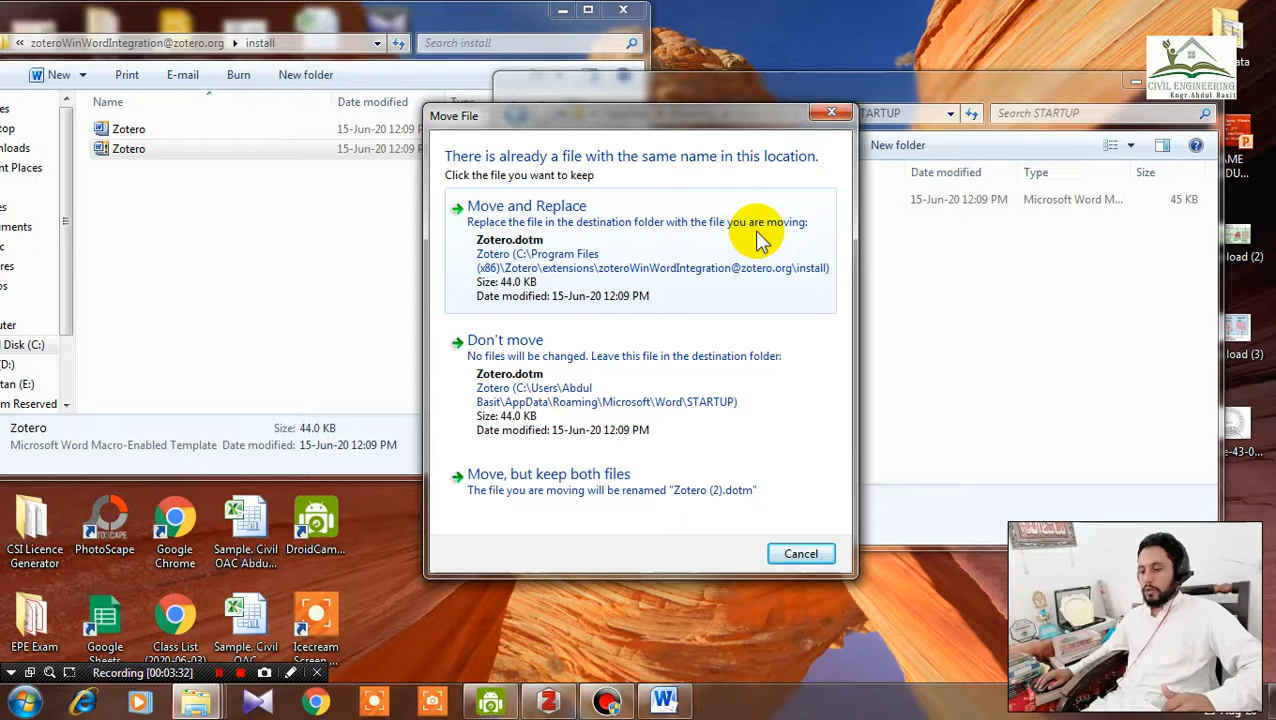 zoteroWinWordIntegration@zotero.org
install
Search install
New
Print
E-mail
Burn
New folder
Name
Date modified
Type
Zotero
15-Jun-20 12:09 PM
Zotero
15-Jun-20 12:09 PM
Disk (C:)
(D:)
tan (E:)
m Reserved
Zotero
Size: 44.0 KB
Microsoft Word Macro-Enabled Template
Date modified: 15-Jun-20 12:09 PM
CIVIL ENGINEERING
Engr.Abdul Basit
STARTUP
Search STARTUP
New folder
Date modified
Type
Size
15-Jun-20 12:09 PM
Microsoft Word M...
45 KB
Move File
There is already a file with the same name in this location.
Click the file you want to keep
Move and Replace
Replace the file in the destination folder with the file you are moving:
Zotero.dotm
Zotero (C:\Program Files
(x86)\Zotero\extensions\zoteroWinWordIntegration@zotero.org\install)
Size: 44.0 KB
Date modified: 15-Jun-20 12:09 PM
Don't move
No files will be changed. Leave this file in the destination folder:
Zotero.dotm
Zotero (C:\Users\Abdul
Basit\AppData\Roaming\Microsoft\Word\STARTUP)
Size: 44.0 KB
Date modified: 15-Jun-20 12:09 PM
Move, but keep both files
The file you are moving will be renamed "Zotero (2).dotm"
Cancel
CSI Licence
Generator
PhotoScape
Google
Chrome
Sample. Civil
OAC Abdu...
DroidCam...
EPE Exam
Google
Sheets
Class List
(2020-06-03)
Sample. Civil
OAC
Icecream
Screen
Recording [00:03:32]